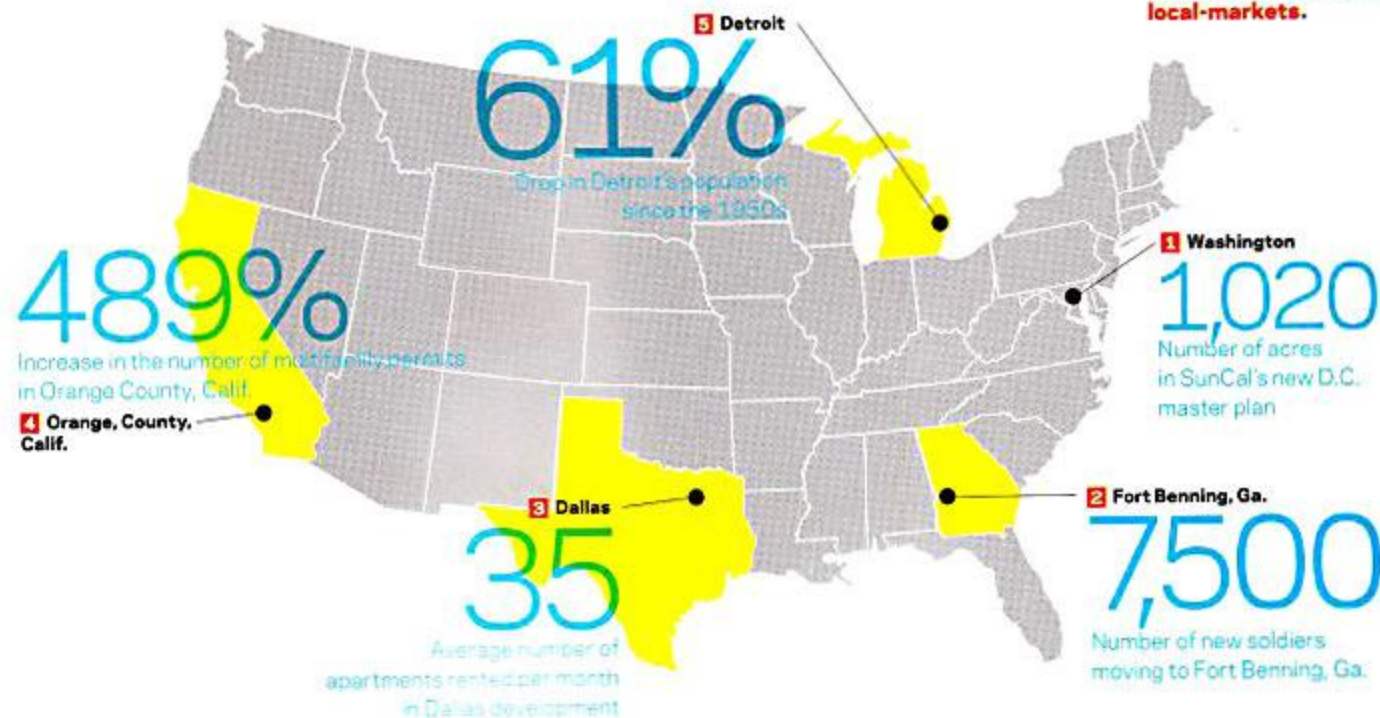 local-markets.
5 Detroit
61%
Drop in Detroit's population
since the 1950s
1 Washington
1,020
Number of acres
in SunCal's new D.C.
master plan
489%
Increase in the number of multifamily permits
in Orange County, Calif.
4 Orange, County,
Calif.
2 Fort Benning, Ga.
7,500
Number of new soldiers
moving to Fort Benning, Ga.
3 Dallas
35
Average number of
apartments rented per month
in Dallas development